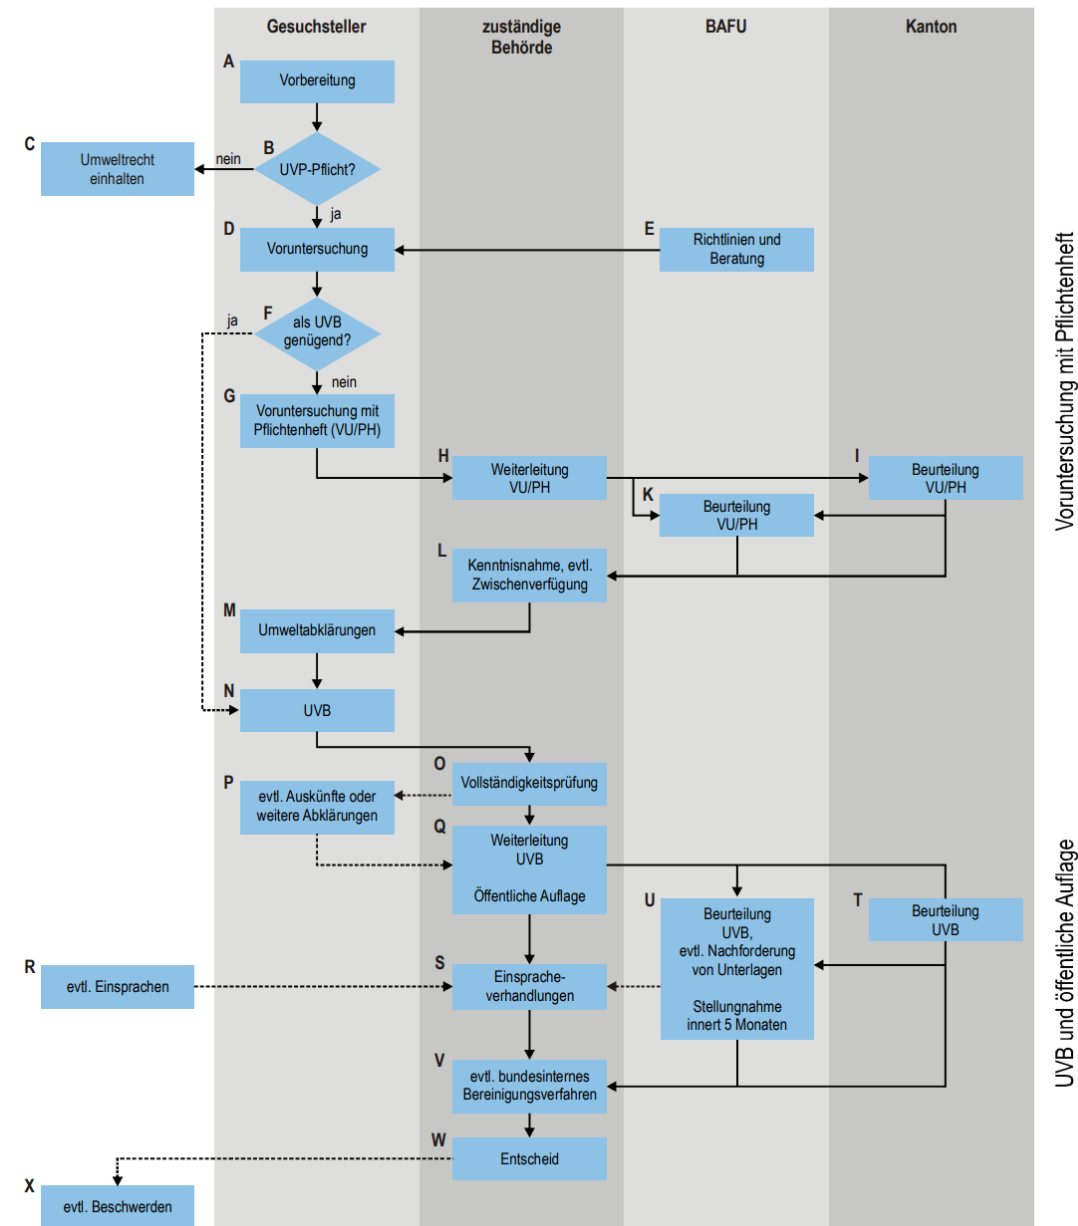 Gesuchsteller
zuständige
Behörde
BAFU
Kanton
A
Vorbereitung
C
Umweltrecht
einhalten
nein
B
UVP-Pflicht?
ja
D
Voruntersuchung
E
Richtlinien und
Beratung
ja
F
als UVB
genügend?
nein
G
Voruntersuchung mit
Pflichtenheft (VU/PH)
H
Weiterleitung
VU/PH
I
Beurteilung
VU/PH
K
Beurteilung
VU/PH
L
Kenntnisnahme, evtl.
Zwischenverfügung
M
Umweltabklärungen
N
UVB
O
Vollständigkeitsprüfung
P
evtl. Auskünfte oder
weitere Abklärungen
Q
Weiterleitung
UVB
Öffentliche Auflage
U
Beurteilung
UVB,
evtl. Nachforderung
von Unterlagen
Stellungnahme
innert 5 Monaten
T
Beurteilung
UVB
R
evtl. Einsprachen
S
Einsprache-
verhandlungen
V
evtl. bundesinternes
Bereinigungsverfahren
W
Entscheid
X
evtl. Beschwerden
Voruntersuchung mit Pflichtenheft
UVB und öffentliche Auflage